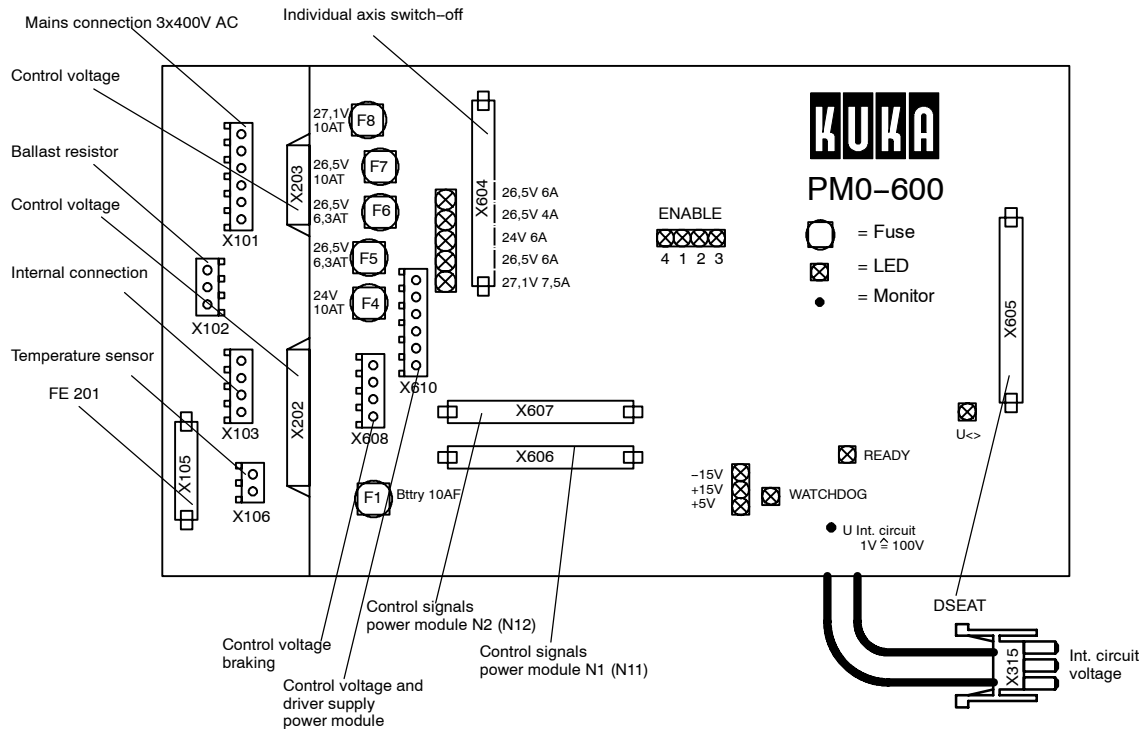 Mains connection 3x400V AC
Individual axis switch–off
Control voltage
Ballast resistor
Control voltage
Internal connection
Temperature sensor
FE 201
X101
X102
X103
X105
X106
X203
X202
27,1V
10AT
F8
26,5V
10AT
F7
26,5V
6,3AT
F6
26,5V
6,3AT
F5
24V
10AT
F4
X604
26,5V 6A
26,5V 4A
24V 6A
26,5V 6A
27,1V 7,5A
X610
X608
F1
Bttry 10AF
X607
X606
ENABLE
4 1 2 3
KUKA
PM0–600
= Fuse
= LED
= Monitor
X605
U<>
READY
–15V
+15V
+5V
WATCHDOG
U Int. circuit
1V ≙ 100V
DSEAT
X315
Int. circuit
voltage
Control signals
power module N2 (N12)
Control signals
power module N1 (N11)
Control voltage
braking
Control voltage and
driver supply
power module